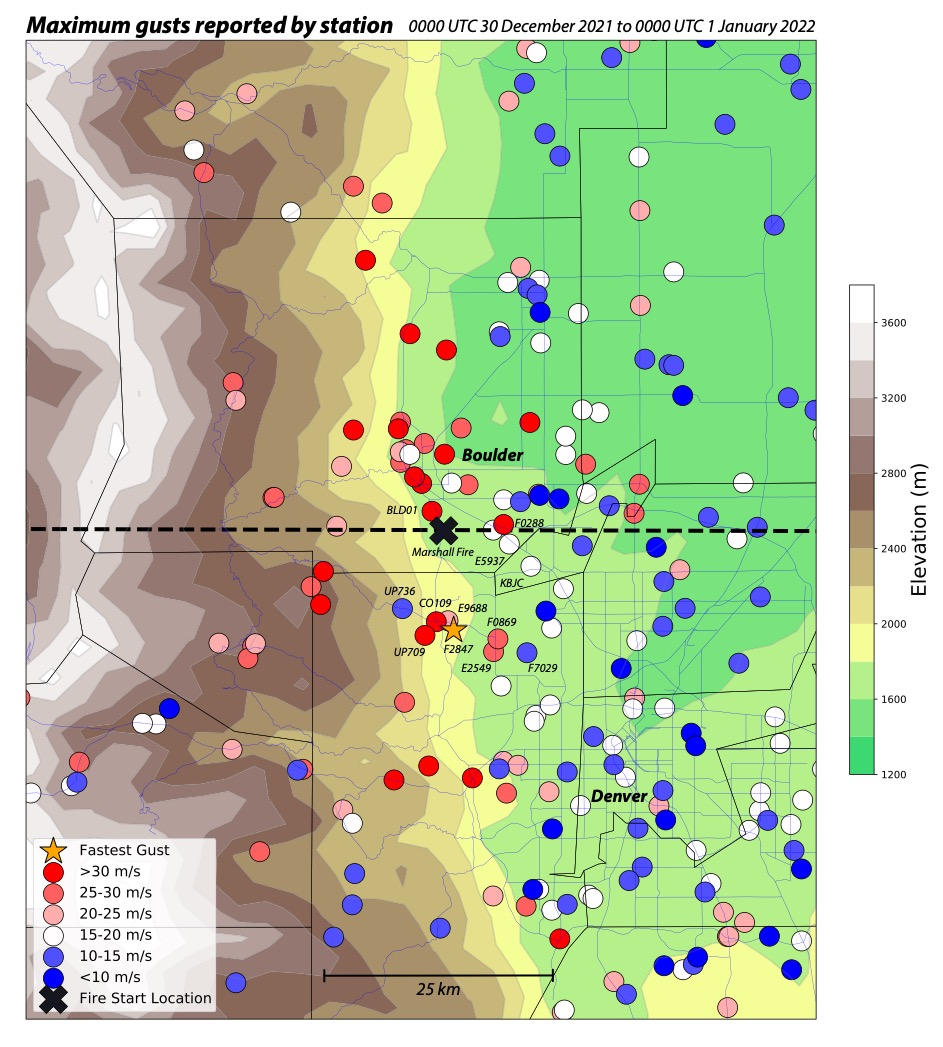 Maximum gusts reported by station 0000 UTC 30 December 2021 to 0000 UTC 1 January 2022
3600
3200
2800
2400
2000
1600
1200
Elevation (m)
Boulder
BLD01
F0288
Marshall Fire
E5937
KBJC
UP736
CO109
E9688
F0869
UP709
F2847
E2549
F7029
Denver
Fastest Gust
>30 m/s
25-30 m/s
20-25 m/s
15-20 m/s
10-15 m/s
<10 m/s
Fire Start Location
25 km